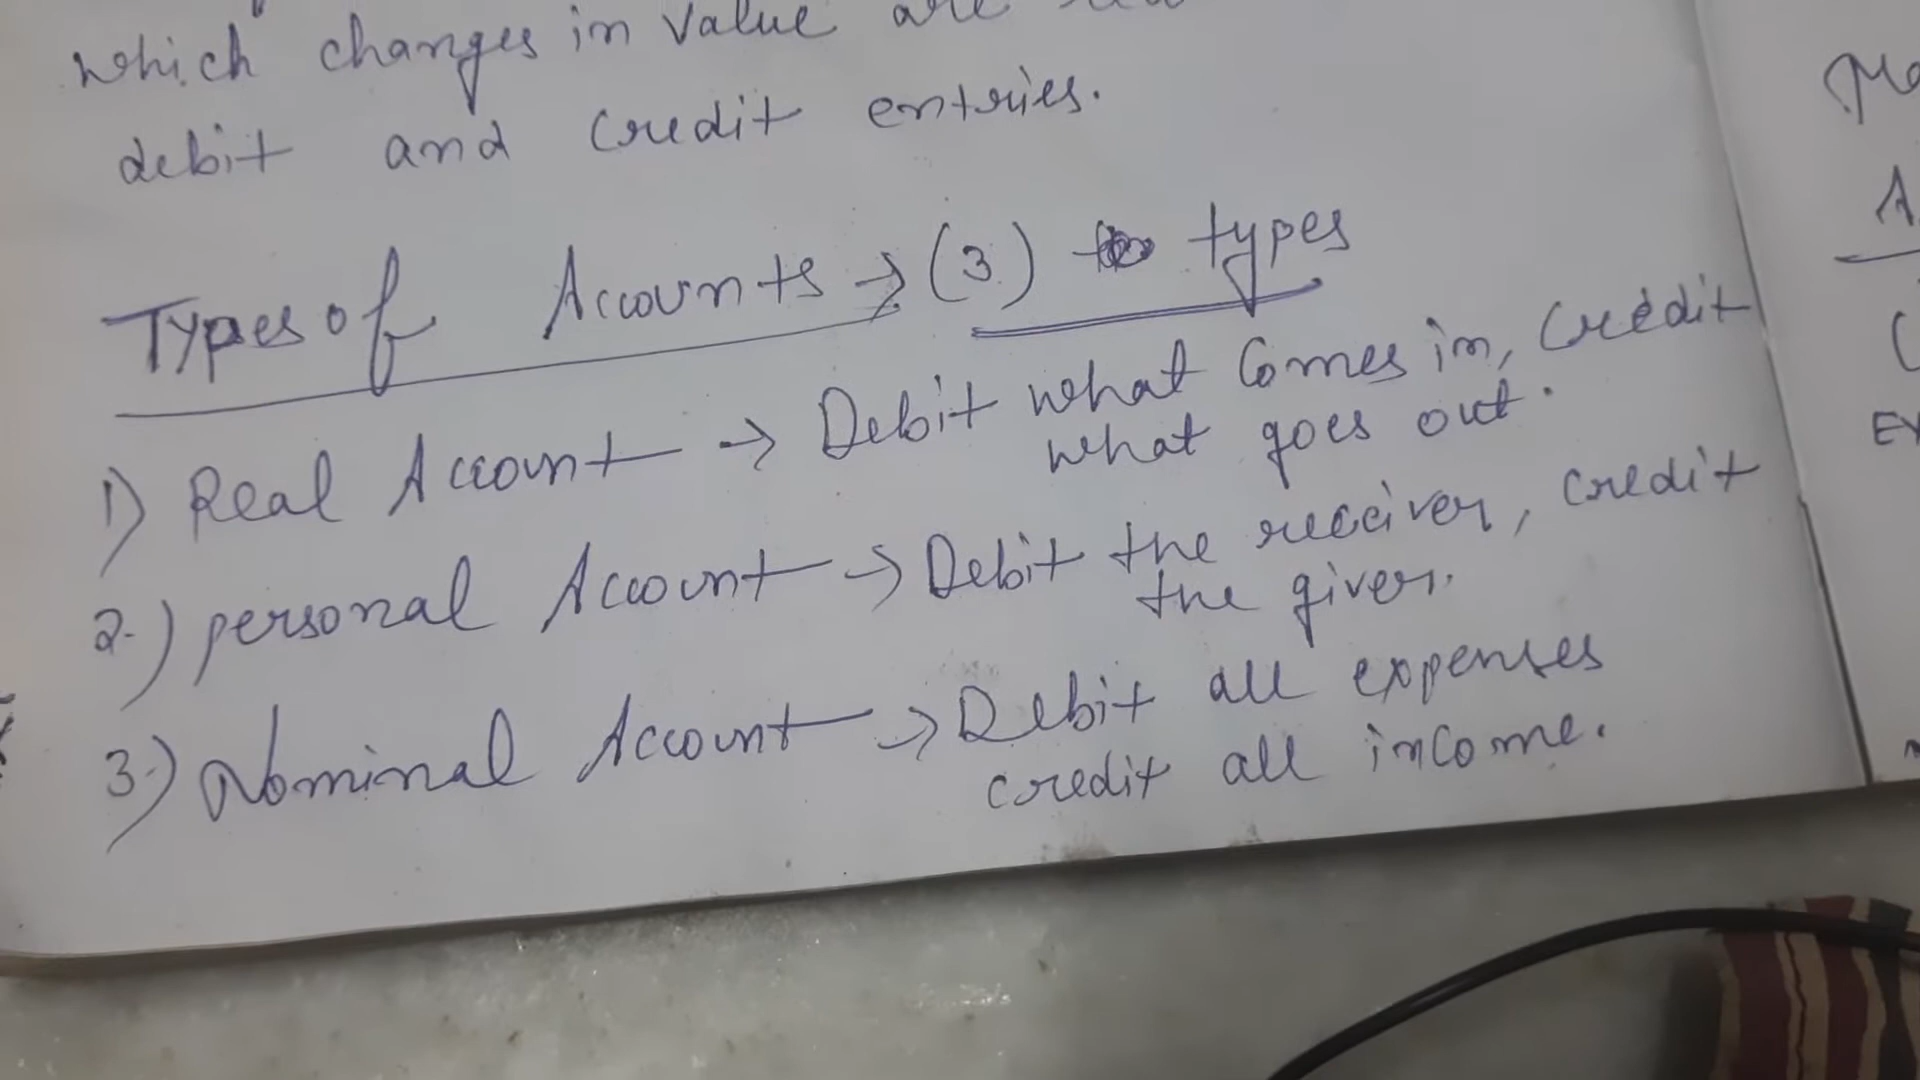 which changes in value are
debit and credit entries.
Types of Accounts → (3) types
1) Real Account → Debit what comes in, credit
what goes out.
2.) personal Account → Debit the receiver, credit
the giver.
3.) Nominal Account → Debit all expenses
credit all income.